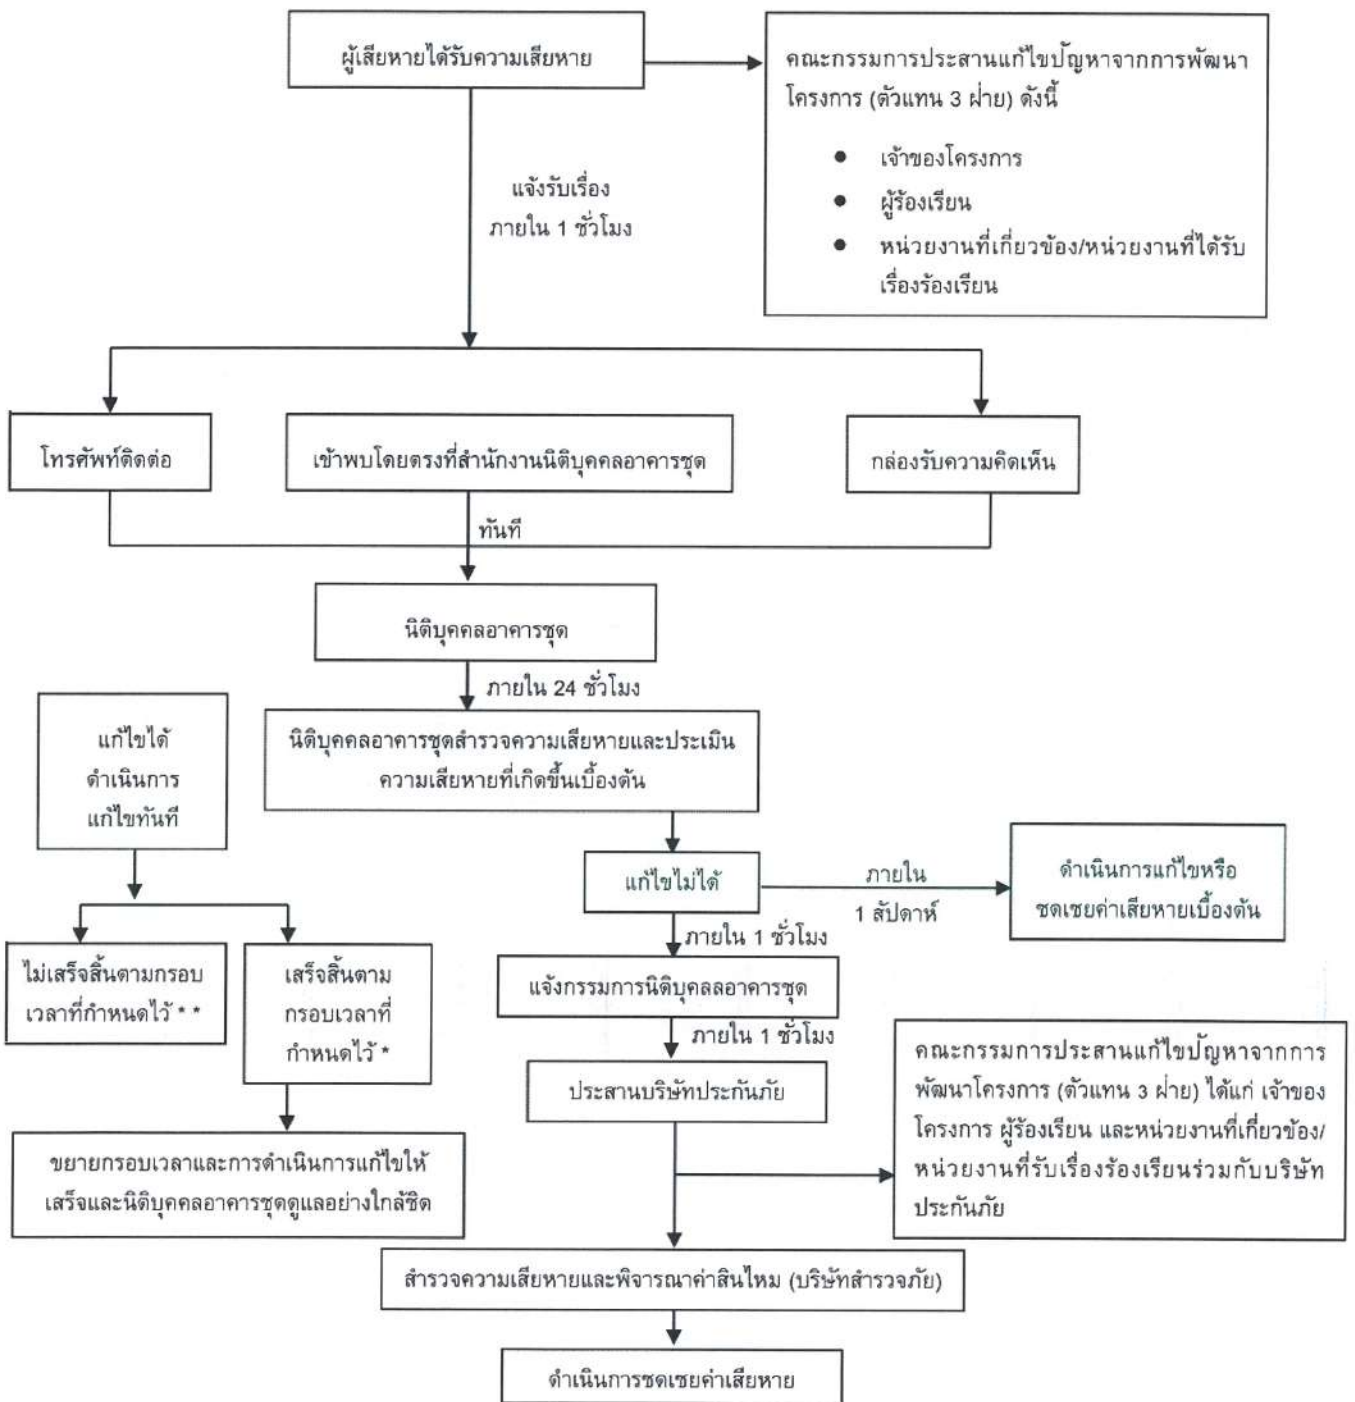 ผู้เสียหายได้รับความเสียหาย
คณะกรรมการประสานแก้ไขปัญหาจากการพัฒนา
โครงการ (ตัวแทน 3 ฝ่าย) ดังนี้
● เจ้าของโครงการ
● ผู้ร้องเรียน
● หน่วยงานที่เกี่ยวข้อง/หน่วยงานที่ได้รับ
เรื่องร้องเรียน
แจ้งรับเรื่อง
ภายใน 1 ชั่วโมง
โทรศัพท์ติดต่อ
เข้าพบโดยตรงที่สำนักงานนิติบุคคลอาคารชุด
กล่องรับความคิดเห็น
ทันที
นิติบุคคลอาคารชุด
ภายใน 24 ชั่วโมง
แก้ไขได้
ดำเนินการ
แก้ไขทันที
นิติบุคคลอาคารชุดสำรวจความเสียหายและประเมิน
ความเสียหายที่เกิดขึ้นเบื้องต้น
แก้ไขไม่ได้
ภายใน
1 สัปดาห์
ดำเนินการแก้ไขหรือ
ชดเชยค่าเสียหายเบื้องต้น
ภายใน 1 ชั่วโมง
ไม่เสร็จสิ้นตามกรอบ
เวลาที่กำหนดไว้ * *
เสร็จสิ้นตาม
กรอบเวลาที่
กำหนดไว้ *
แจ้งกรรมการนิติบุคลลอาคารชุด
ภายใน 1 ชั่วโมง
ประสานบริษัทประกันภัย
คณะกรรมการประสานแก้ไขปัญหาจากการ
พัฒนาโครงการ (ตัวแทน 3 ฝ่าย) ได้แก่ เจ้าของ
โครงการ ผู้ร้องเรียน และหน่วยงานที่เกี่ยวข้อง/
หน่วยงานที่รับเรื่องร้องเรียนร่วมกับบริษัท
ประกันภัย
ขยายกรอบเวลาและการดำเนินการแก้ไขให้
เสร็จและนิติบุคคลอาคารชุดดูแลอย่างใกล้ชิด
สำรวจความเสียหายและพิจารณาค่าสินไหม (บริษัทสำรวจภัย)
ดำเนินการชดเชยค่าเสียหาย